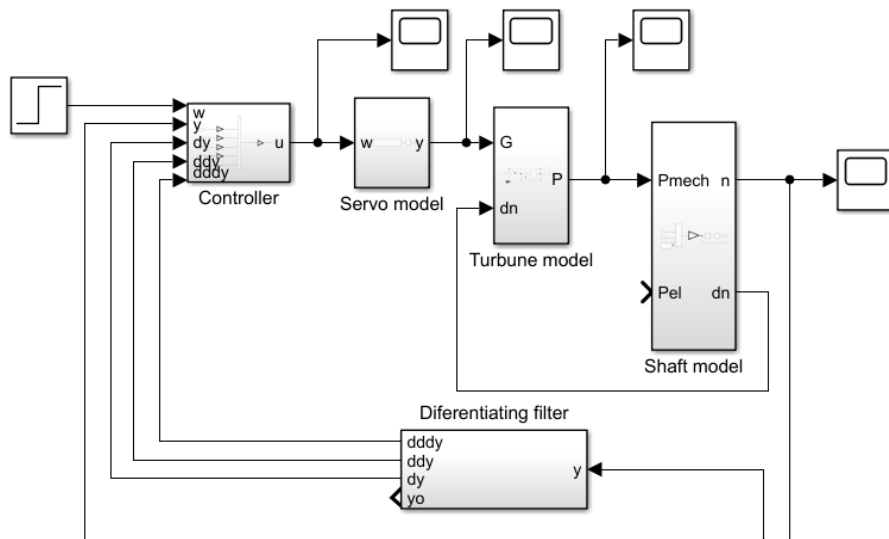 w
y
dy
ddy
dddy
u
Controller
w
y
Servo model
G
dn
P
Turbune model
Pmech
n
Pel
dn
Shaft model
Diferentiating filter
dddy
ddy
dy
yo
y